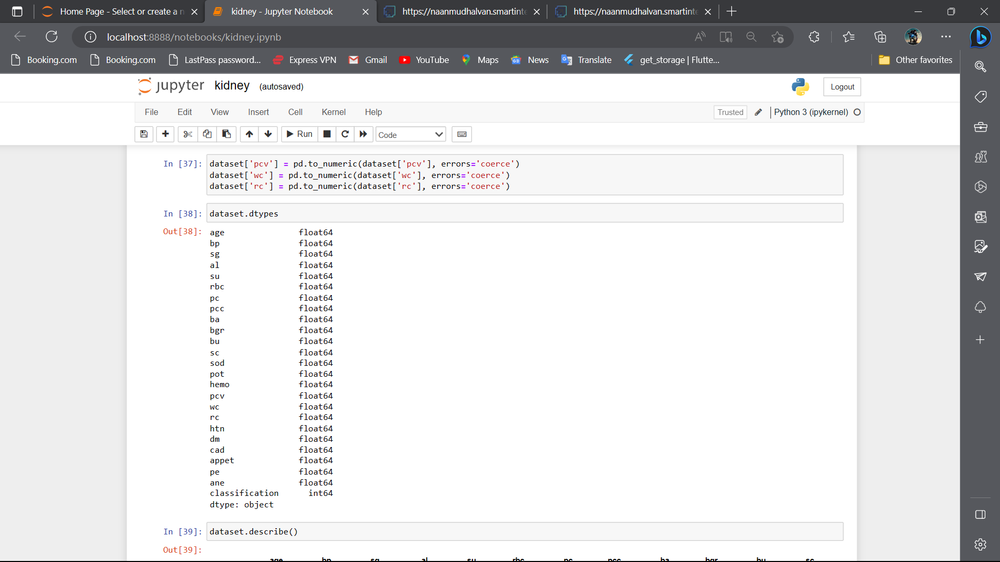 Home Page - Select or create a n
kidney - Jupyter Notebook
https://naanmudhalvan.smartinte
https://naanmudhalvan.smartinte
localhost:8888/notebooks/kidney.ipynb
Booking.com
Booking.com
LastPass password...
Express VPN
Gmail
YouTube
Maps
News
Translate
get_storage | Flutte...
Other favorites
jupyter kidney (autosaved)
Logout
File Edit View Insert Cell Kernel Help
Trusted Python 3 (ipykernel)
Run Code
In [37]: dataset['pcv'] = pd.to_numeric(dataset['pcv'], errors='coerce')
dataset['wc'] = pd.to_numeric(dataset['wc'], errors='coerce')
dataset['rc'] = pd.to_numeric(dataset['rc'], errors='coerce')
In [38]: dataset.dtypes
Out[38]: age float64
bp float64
sg float64
al float64
su float64
rbc float64
pc float64
pcc float64
ba float64
bgr float64
bu float64
sc float64
sod float64
pot float64
hemo float64
pcv float64
wc float64
rc float64
htn float64
dm float64
cad float64
appet float64
pe float64
ane float64
classification int64
dtype: object
In [39]: dataset.describe()
Out[39]:
age bp sg al su rbc pc pcc ba bgr bu sc